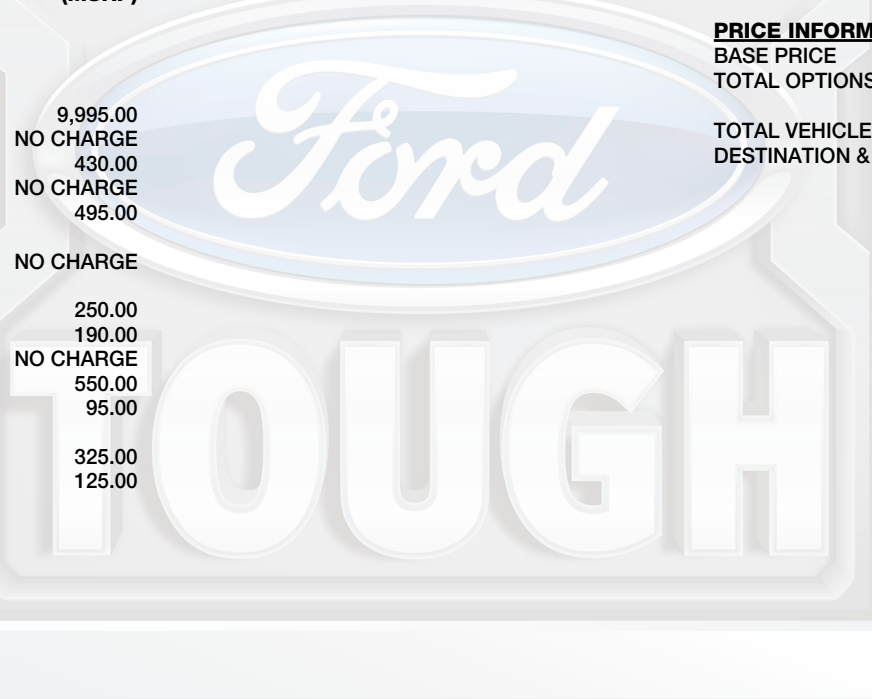 PRICE INFORM
BASE PRICE
TOTAL OPTIONS
TOTAL VEHICLE
DESTINATION &
9,995.00
NO CHARGE
430.00
NO CHARGE
495.00
NO CHARGE
250.00
190.00
NO CHARGE
550.00
95.00
325.00
125.00
Ford
TOUGH